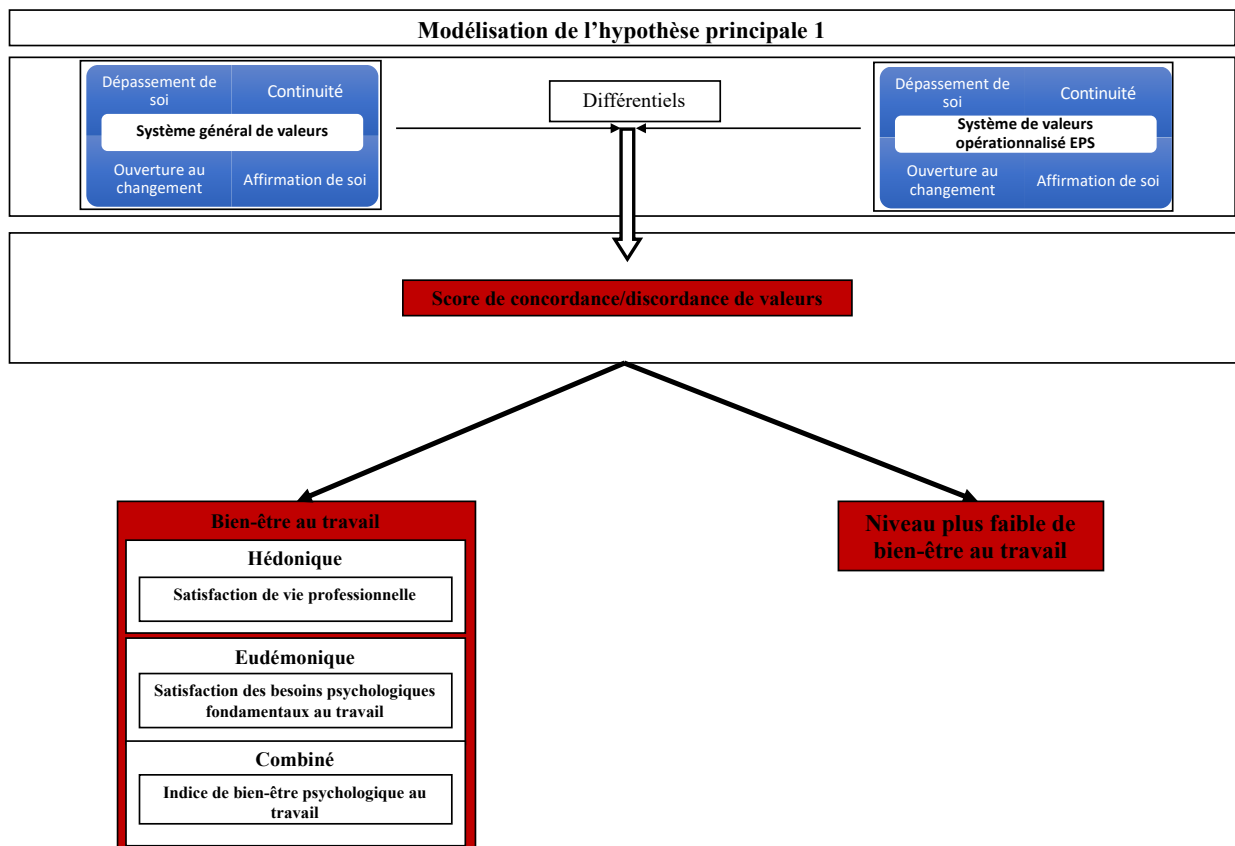 Modélisation de l’hypothèse principale 1
Dépassement de
soi
Continuité
Système général de valeurs
Ouverture au
changement
Affirmation de soi
Différentiels
Dépassement de
soi
Continuité
Système de valeurs
opérationnalisé EPS
Ouverture au
changement
Affirmation de soi
Score de concordance/discordance de valeurs
Bien-être au travail
Hédonique
Satisfaction de vie professionnelle
Eudémonique
Satisfaction des besoins psychologiques
fondamentaux au travail
Combiné
Indice de bien-être psychologique au
travail
Niveau plus faible de
bien-être au travail